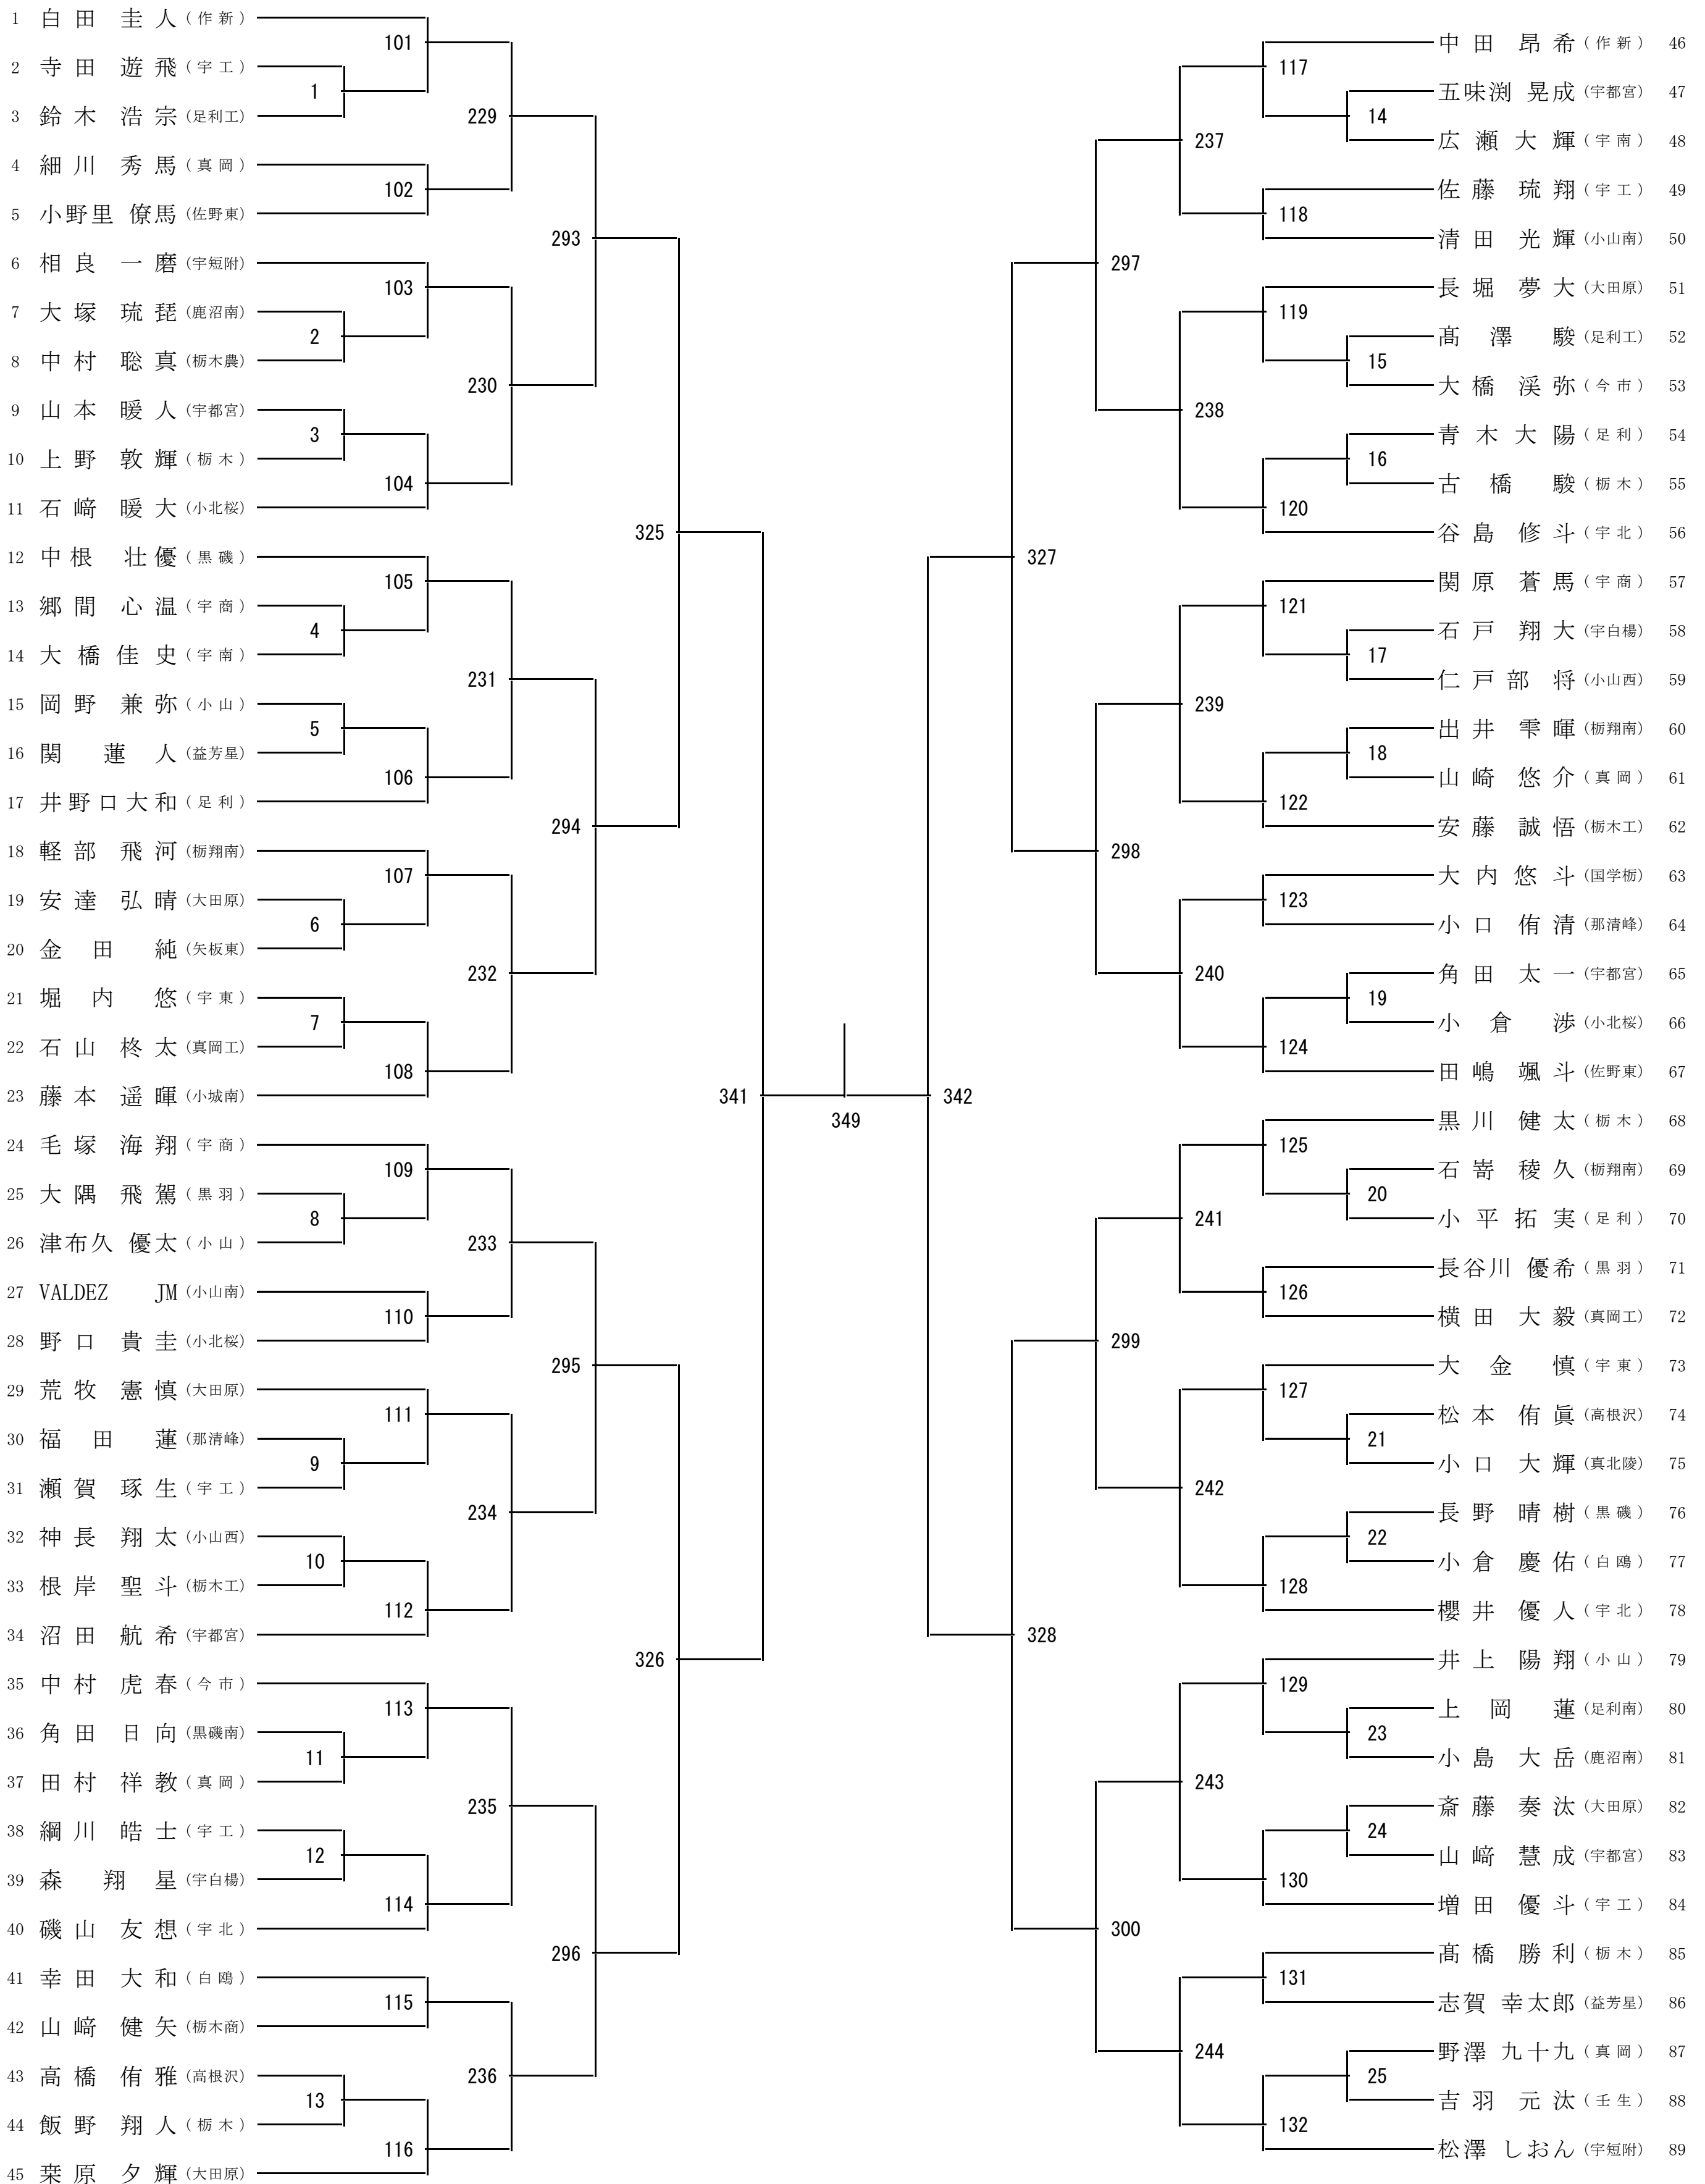 1 白田 圭人 (作新)
2 寺田 遊飛 (宇工)
3 鈴木 浩宗 (足利工)
4 細川 秀馬 (真岡)
5 小野里 僚馬 (佐野東)
6 相良 一磨 (宇短附)
7 大塚 琉琵 (鹿沼南)
8 中村 聡真 (栃木農)
9 山本 暖人 (宇都宮)
10 上野 敦輝 (栃木)
11 石﨑 暖大 (小北桜)
12 中根 壮優 (黒磯)
13 郷間 心温 (宇商)
14 大橋佳史 (宇南)
15 岡野 兼弥 (小山)
16 関 蓮人 (益芳星)
17 井野口大和 (足利)
18 軽部 飛河 (栃翔南)
19 安達 弘晴 (大田原)
20 金田 純 (矢板東)
21 堀内 悠 (宇東)
22 石山 柊太 (真岡工)
23 藤本 遥暉 (小城南)
24 毛塚 海翔 (宇商)
25 大隅 飛駕 (黒羽)
26 津布久 優太 (小山)
27 VALDEZ JM (小山南)
28 野口 貴圭 (小北桜)
29 荒牧 憲慎 (大田原)
30 福田 蓮 (那清峰)
31 瀬賀 琢生 (宇工)
32 神長 翔太 (小山西)
33 根岸 聖斗 (栃木工)
34 沼田 航希 (宇都宮)
35 中村 虎春 (今市)
36 角田 日向 (黒磯南)
37 田村 祥教 (真岡)
38 綱川 皓士 (宇工)
39 森 翔星 (宇白楊)
40 磯山 友想 (宇北)
41 幸田 大和 (白鴎)
42 山﨑 健矢 (栃木商)
43 高橋 侑雅 (高根沢)
44 飯野 翔人 (栃木)
45 桒原 夕輝 (大田原)
1
2
3
4
5
6
7
8
9
10
11
12
13
101
102
103
104
105
106
107
108
109
110
111
112
113
114
115
116
229
230
231
232
233
234
235
236
293
294
295
296
325
326
341
349
342
327
328
297
298
299
300
237
238
239
240
241
242
243
244
117
118
119
120
121
122
123
124
125
126
127
128
129
130
131
132
14
15
16
17
18
19
20
21
22
23
24
25
中田 昂希 (作新) 46
五味渕 晃成 (宇都宮) 47
広瀬大輝 (宇南) 48
佐藤 琉翔 (宇工) 49
清田 光輝 (小山南) 50
長堀 夢大 (大田原) 51
髙澤 駿 (足利工) 52
大橋 渓弥 (今市) 53
青木大陽 (足利) 54
古橋 駿 (栃木) 55
谷島 修斗 (宇北) 56
関原 蒼馬 (宇商) 57
石戸 翔大 (宇白楊) 58
仁戸部 将 (小山西) 59
出井 雫暉 (栃翔南) 60
山崎 悠介 (真岡) 61
安藤 誠悟 (栃木工) 62
大内悠斗 (国学栃) 63
小口 侑清 (那清峰) 64
角田 太一 (宇都宮) 65
小倉 渉 (小北桜) 66
田嶋 颯斗 (佐野東) 67
黒川 健太 (栃木) 68
石嵜 稜久 (栃翔南) 69
小平拓実 (足利) 70
長谷川 優希 (黒羽) 71
横田 大毅 (真岡工) 72
大金 慎 (宇東) 73
松本 侑眞 (高根沢) 74
小口 大輝 (真北陵) 75
長野 晴樹 (黒磯) 76
小倉 慶佑 (白鴎) 77
櫻井 優人 (宇北) 78
井上 陽翔 (小山) 79
上岡 蓮 (足利南) 80
小島 大岳 (鹿沼南) 81
斎藤 奏汰 (大田原) 82
山﨑 慧成 (宇都宮) 83
増田 優斗 (宇工) 84
髙橋 勝利 (栃木) 85
志賀 幸太郎 (益芳星) 86
野澤 九十九 (真岡) 87
吉羽 元汰 (壬生) 88
松澤 しおん (宇短附) 89